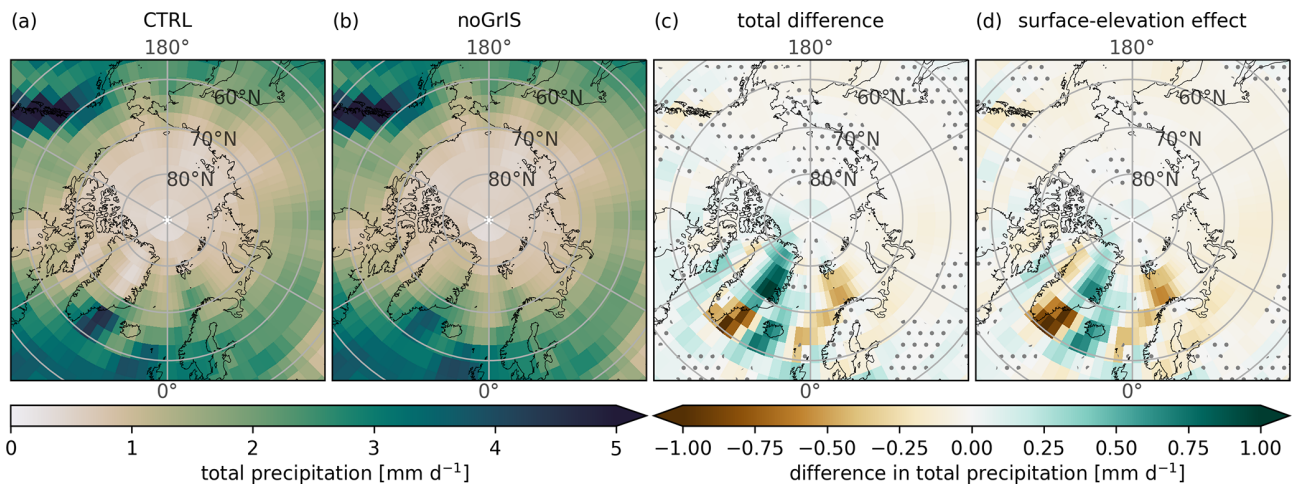 (a) CTRL
(b) noGrIS
(c) total difference
(d) surface-elevation effect
180° 180° 180° 180°
60°N 60°N 60°N 60°N
70°N 70°N 70°N 70°N
80°N 80°N 80°N 80°N
0° 0° 0° 0°
0 1 2 3 4 5
total precipitation [mm d⁻¹]
−1.00 −0.75 −0.50 −0.25 0.00 0.25 0.50 0.75 1.00
difference in total precipitation [mm d⁻¹]